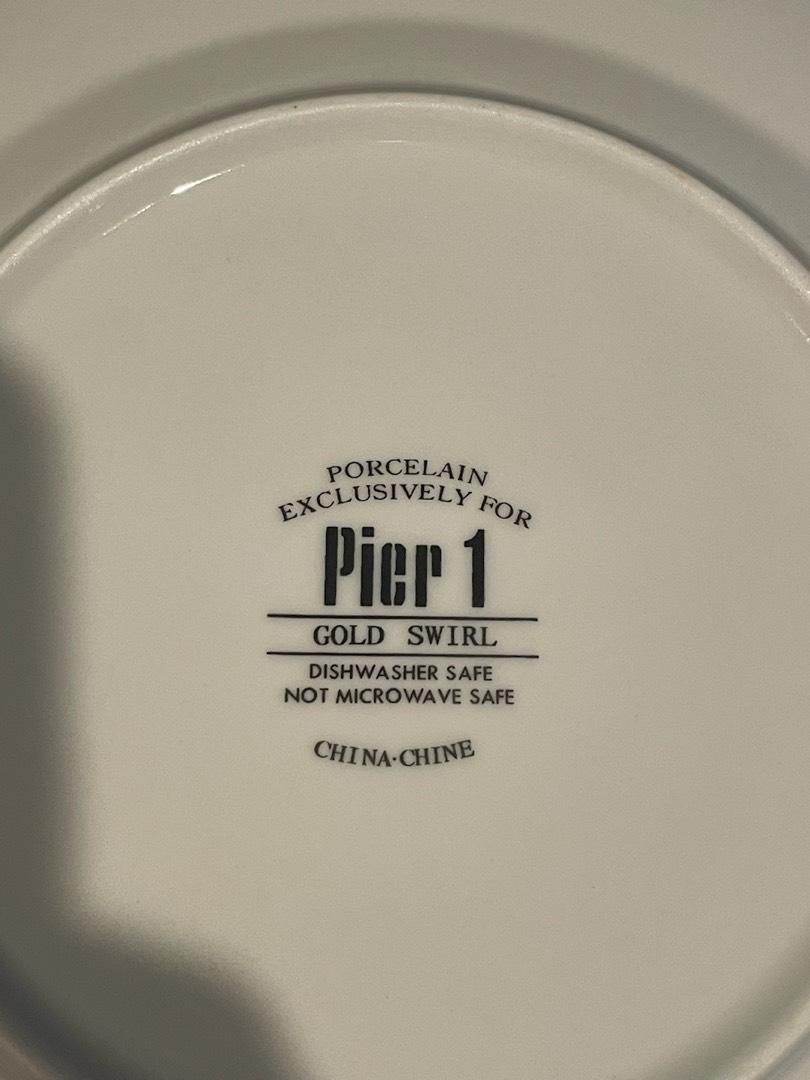 PORCELAIN
EXCLUSIVELY FOR
Pier 1
GOLD SWIRL
DISHWASHER SAFE
NOT MICROWAVE SAFE
CHINA·CHINE